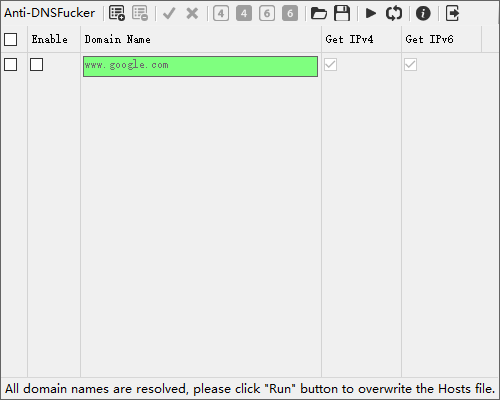 Anti-DNSFucker 4 4 6 6
Enable Domain Name Get IPv4 Get IPv6
www.google.com
All domain names are resolved, please click "Run" button to overwrite the Hosts file.